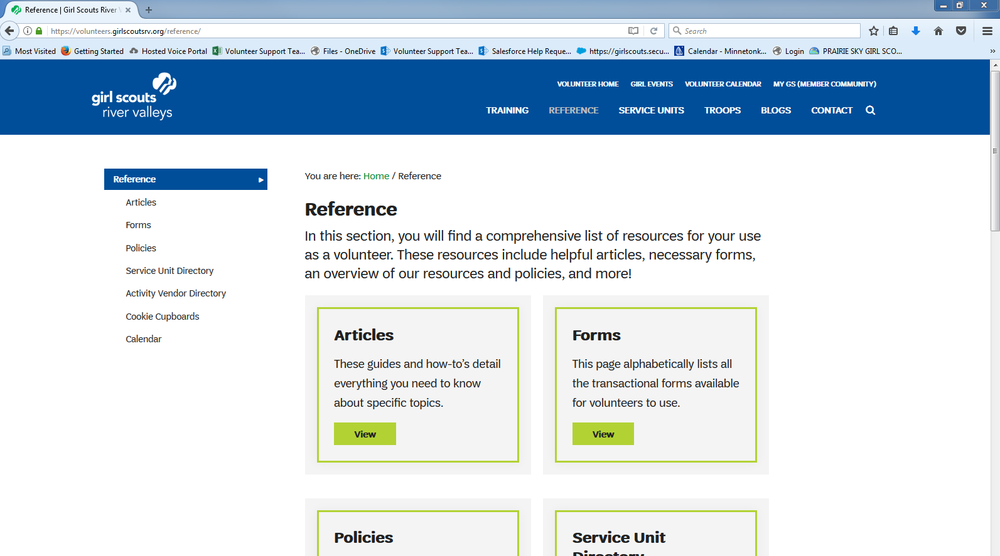 Reference | Girl Scouts River V
https://volunteers.girlscoutsrv.org/reference/
Search
Most Visited
Getting Started
Hosted Voice Portal
Volunteer Support Tea...
Files - OneDrive
Volunteer Support Tea...
Salesforce Help Reque...
https://girlscouts.secu...
Calendar - Minnetonk...
Login
PRAIRIE SKY GIRL SCO...
girl scouts
river valleys
VOLUNTEER HOME
GIRL EVENTS
VOLUNTEER CALENDAR
MY GS (MEMBER COMMUNITY)
TRAINING
REFERENCE
SERVICE UNITS
TROOPS
BLOGS
CONTACT
Reference
Articles
Forms
Policies
Service Unit Directory
Activity Vendor Directory
Cookie Cupboards
Calendar
You are here: Home / Reference
Reference
In this section, you will find a comprehensive list of resources for your use
as a volunteer. These resources include helpful articles, necessary forms,
an overview of our resources and policies, and more!
Articles
These guides and how-to’s detail
everything you need to know
about specific topics.
View
Forms
This page alphabetically lists all
the transactional forms available
for volunteers to use.
View
Policies
Service Unit
Directory